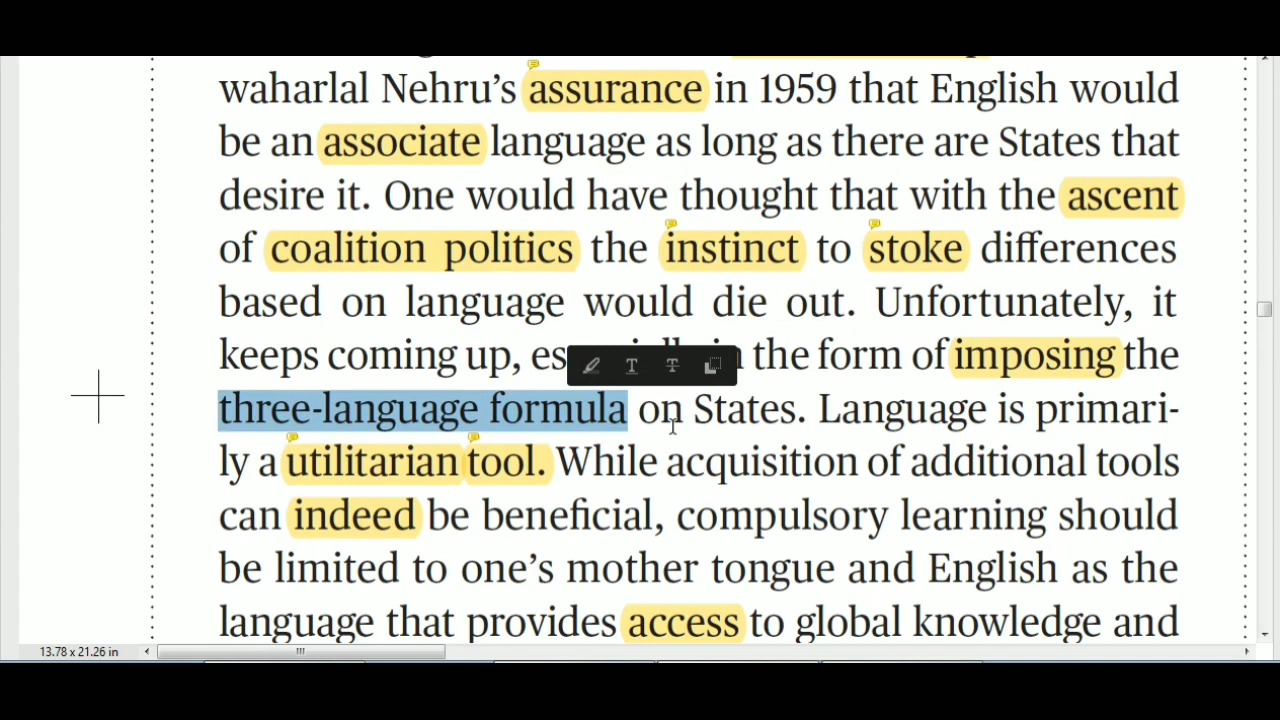 waharlal Nehru's assurance in 1959 that English would
be an associate language as long as there are States that
desire it. One would have thought that with the ascent
of coalition politics the instinct to stoke differences
based on language would die out. Unfortunately, it
keeps coming up, the form of imposing the
three-language formula on States. Language is primari-
ly a utilitarian tool. While acquisition of additional tools
can indeed be beneficial, compulsory learning should
be limited to one's mother tongue and English as the
language that provides access to global knowledge and
13.78 x 21.26 in